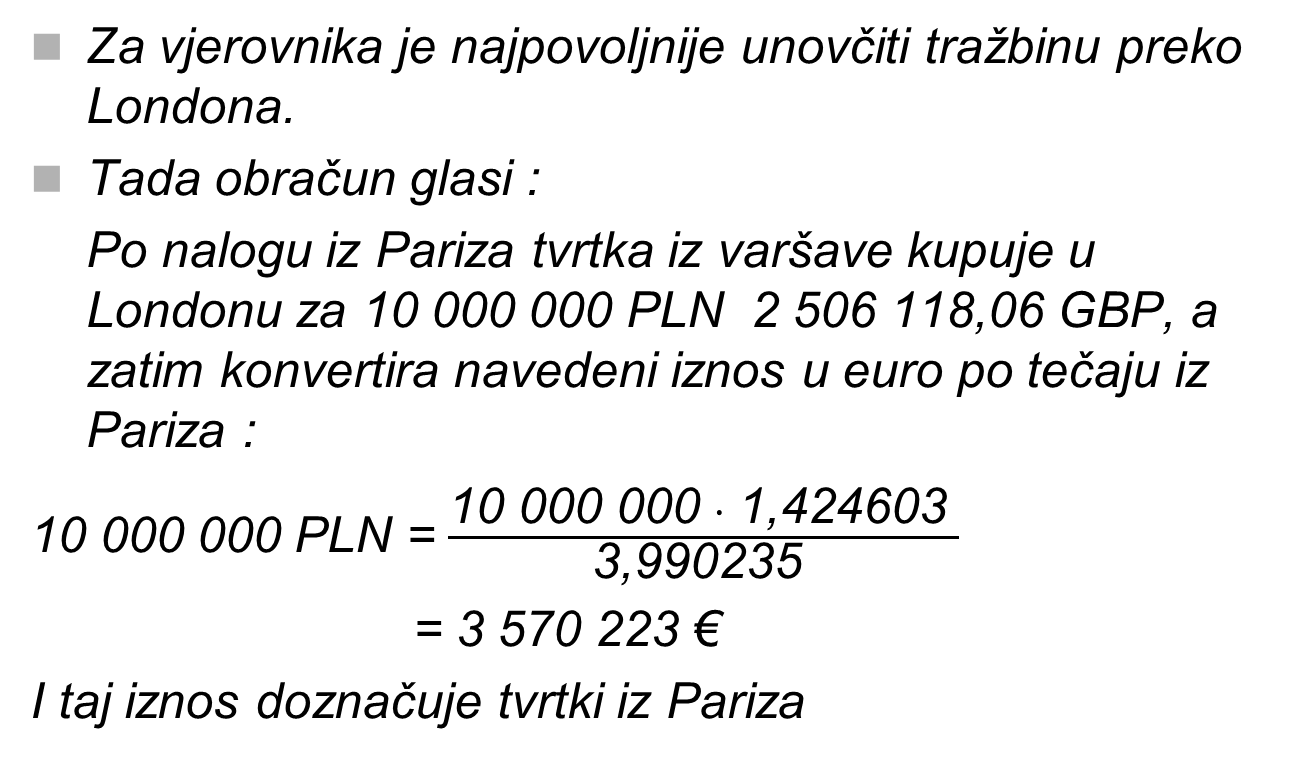 Za vjerovnika je najpovoljnije unovčiti tražbinu preko
Londona.
Tada obračun glasi :
Po nalogu iz Pariza tvrtka iz varšave kupuje u
Londonu za 10 000 000 PLN 2 506 118,06 GBP, a
zatim konvertira navedeni iznos u euro po tečaju iz
Pariza :
10 000 000 · 1,424603
10 000 000 PLN =
3,990235
= 3 570 223 €
I taj iznos doznačuje tvrtki iz Pariza